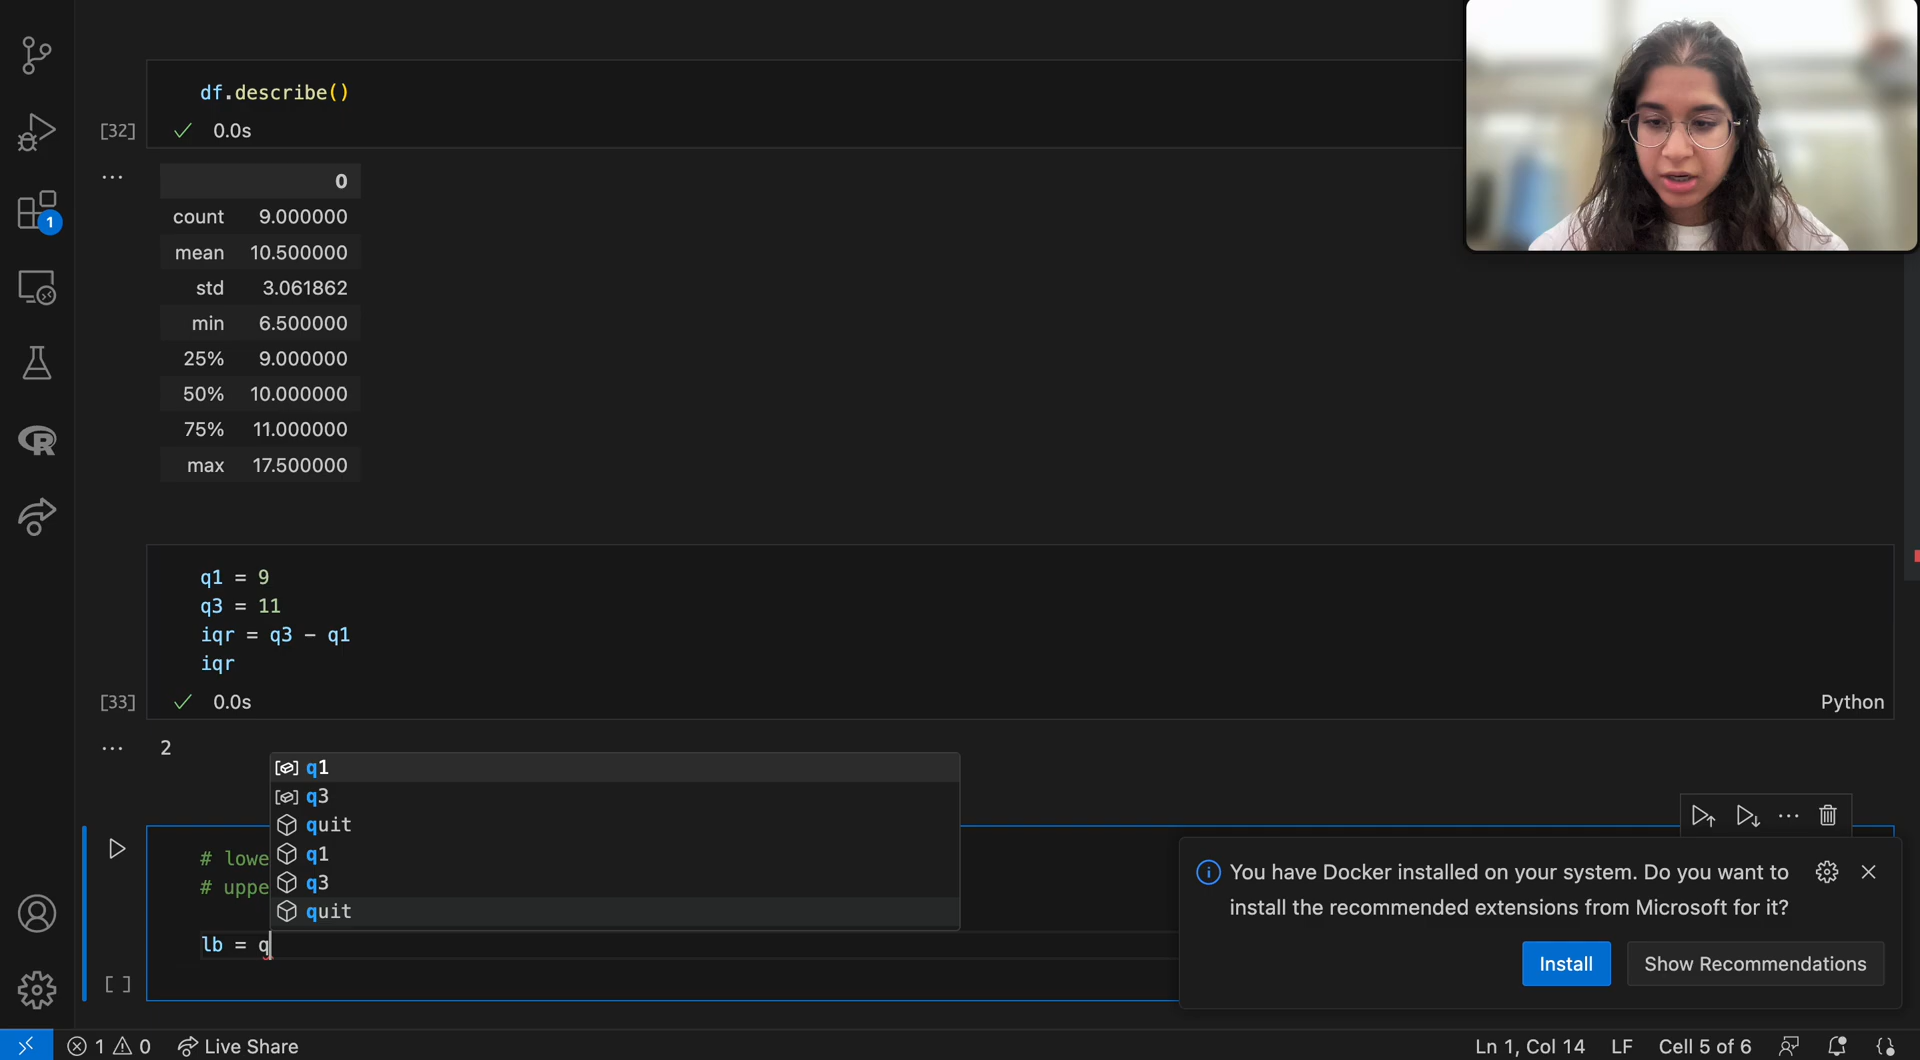 df.describe()
[32]
0.0s
0
count 9.000000
mean 10.500000
std 3.061862
min 6.500000
25% 9.000000
50% 10.000000
75% 11.000000
max 17.500000
1
q1 = 9
q3 = 11
iqr = q3 - q1
iqr
[33]
0.0s
Python
2
q1
q3
quit
q1
q3
quit
# lowe
# uppe
lb = q
[ ]
You have Docker installed on your system. Do you want to
install the recommended extensions from Microsoft for it?
Install
Show Recommendations
1
0
Live Share
Ln 1, Col 14
LF
Cell 5 of 6